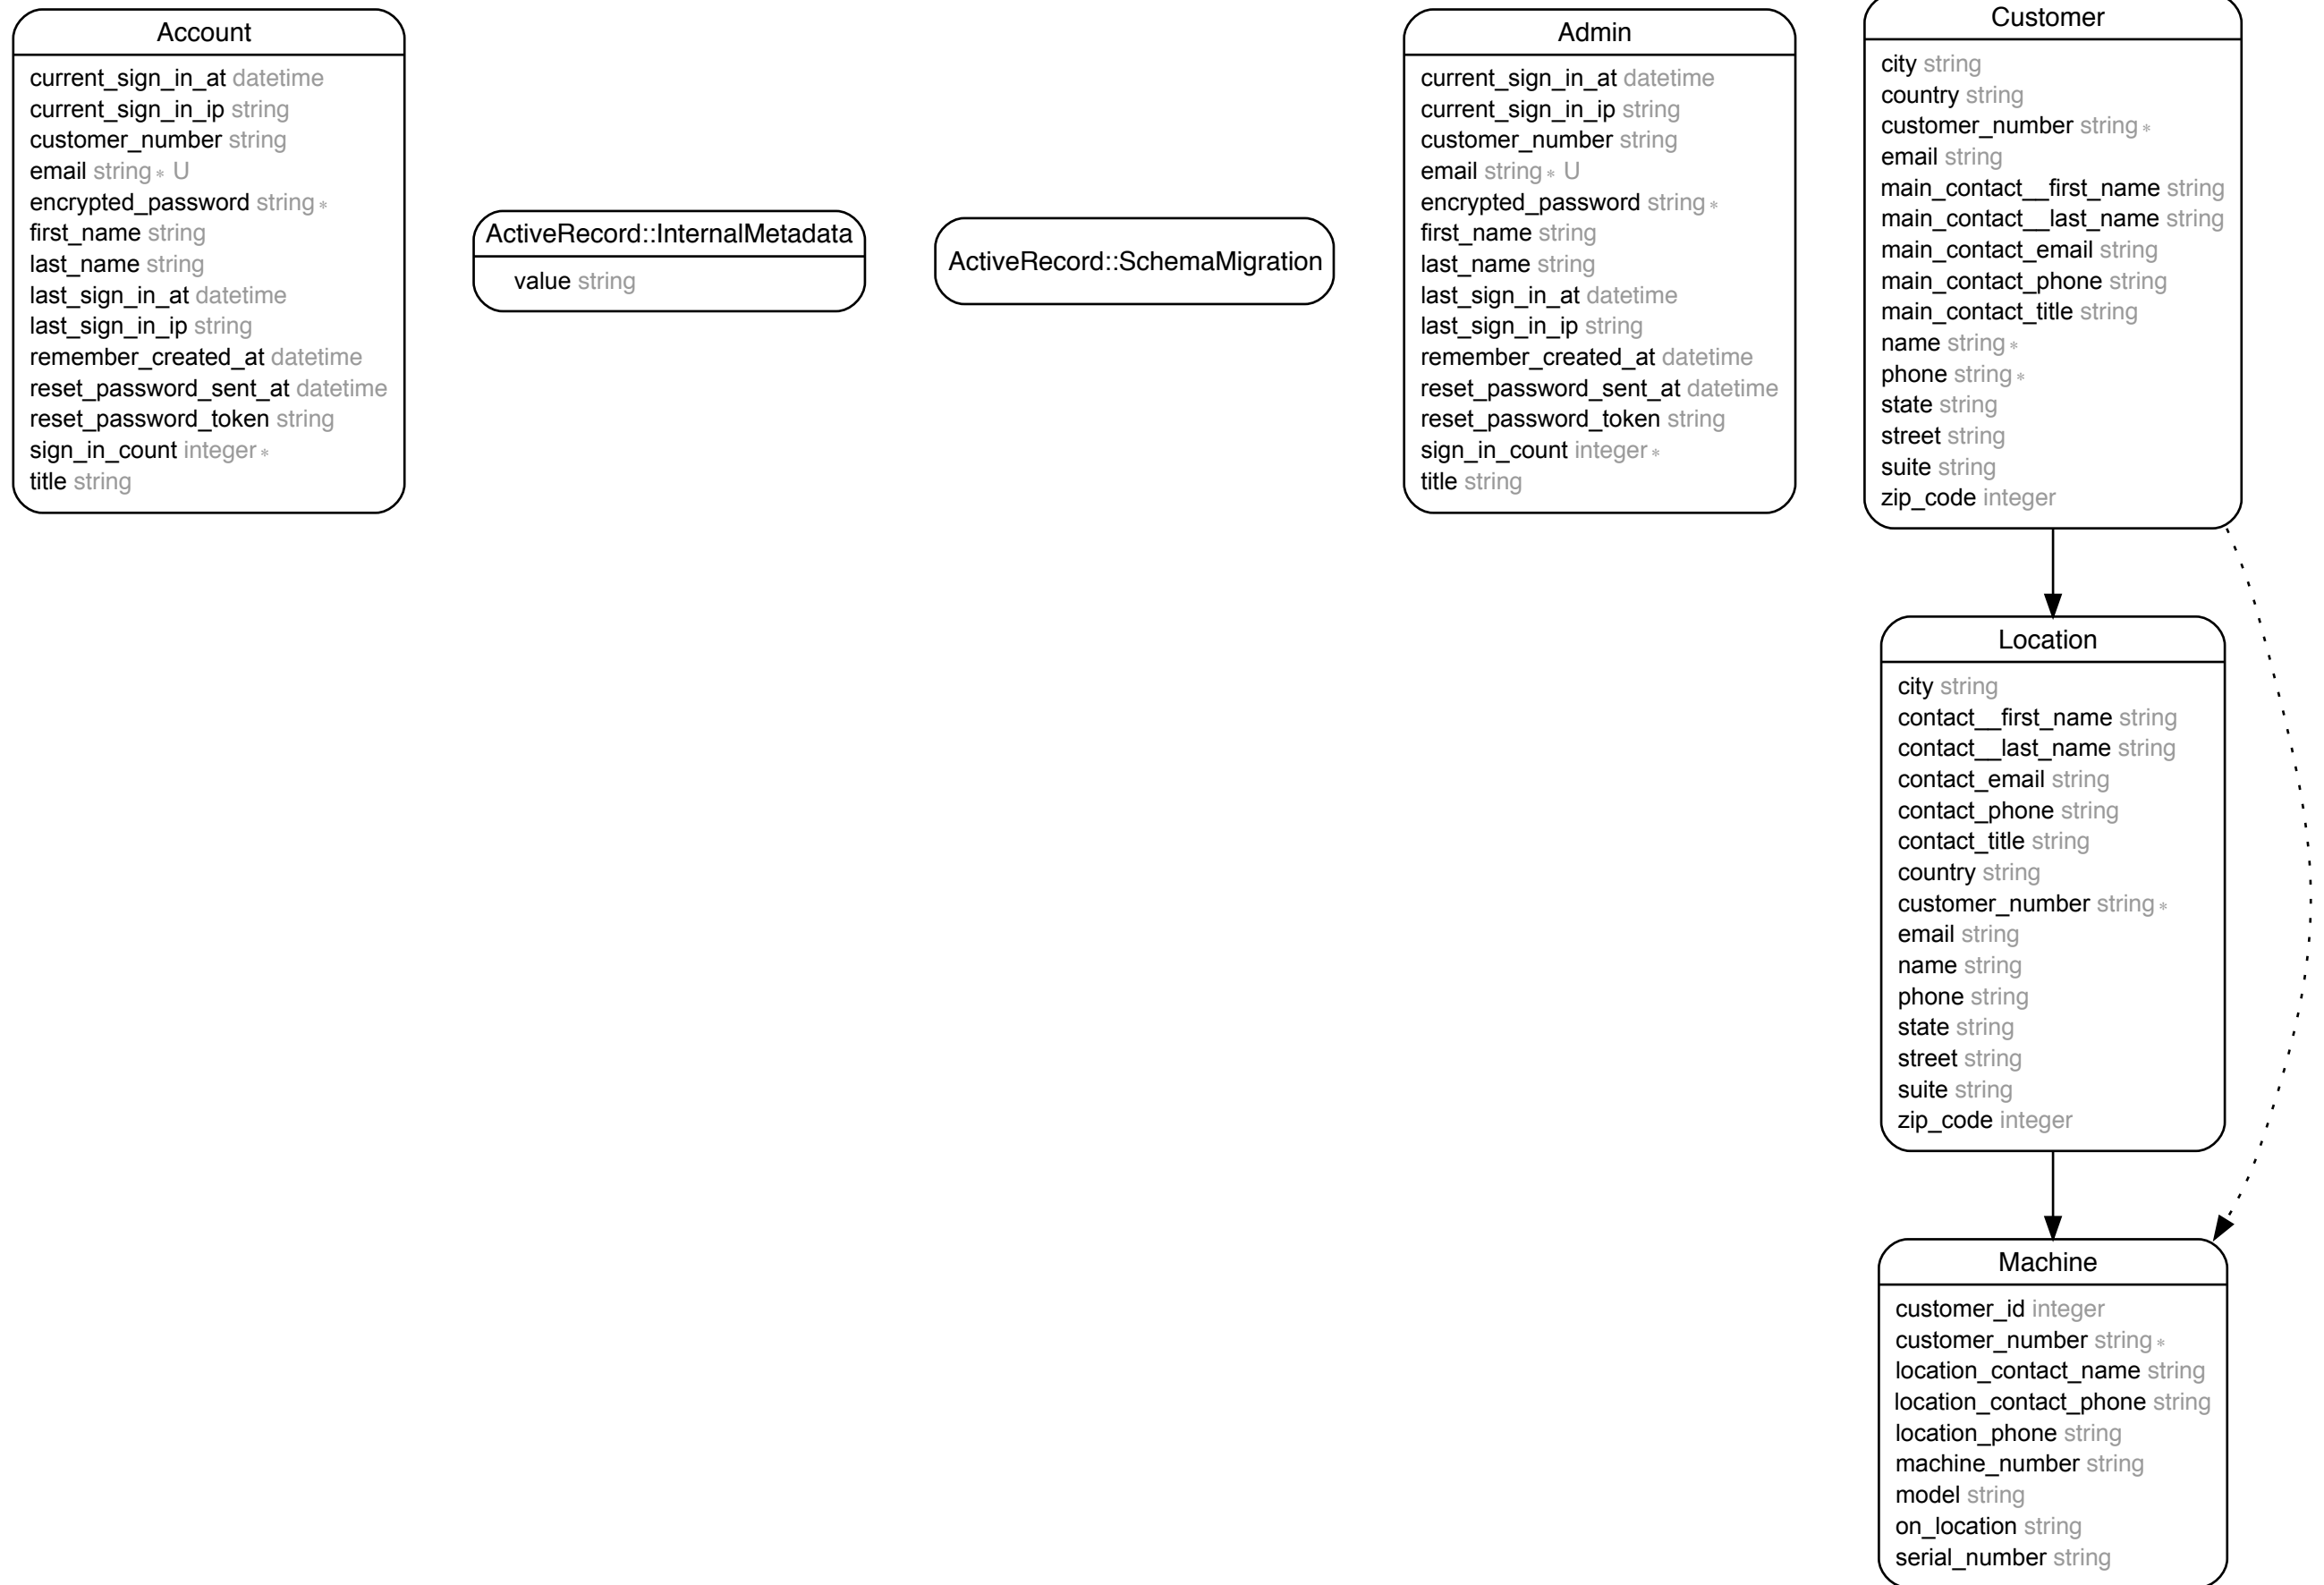 Account
current_sign_in_at datetime
current_sign_in_ip string
customer_number string
email string* U
encrypted_password string*
first_name string
last_name string
last_sign_in_at datetime
last_sign_in_ip string
remember_created_at datetime
reset_password_sent_at datetime
reset_password_token string
sign_in_count integer*
title string
ActiveRecord::InternalMetadata
value string
ActiveRecord::SchemaMigration
Admin
current_sign_in_at datetime
current_sign_in_ip string
customer_number string
email string* U
encrypted_password string*
first_name string
last_name string
last_sign_in_at datetime
last_sign_in_ip string
remember_created_at datetime
reset_password_sent_at datetime
reset_password_token string
sign_in_count integer*
title string
Customer
city string
country string
customer_number string*
email string
main_contact__first_name string
main_contact__last_name string
main_contact_email string
main_contact_phone string
main_contact_title string
name string*
phone string*
state string
street string
suite string
zip_code integer
Location
city string
contact__first_name string
contact__last_name string
contact_email string
contact_phone string
contact_title string
country string
customer_number string*
email string
name string
phone string
state string
street string
suite string
zip_code integer
Machine
customer_id integer
customer_number string*
location_contact_name string
location_contact_phone string
location_phone string
machine_number string
model string
on_location string
serial_number string